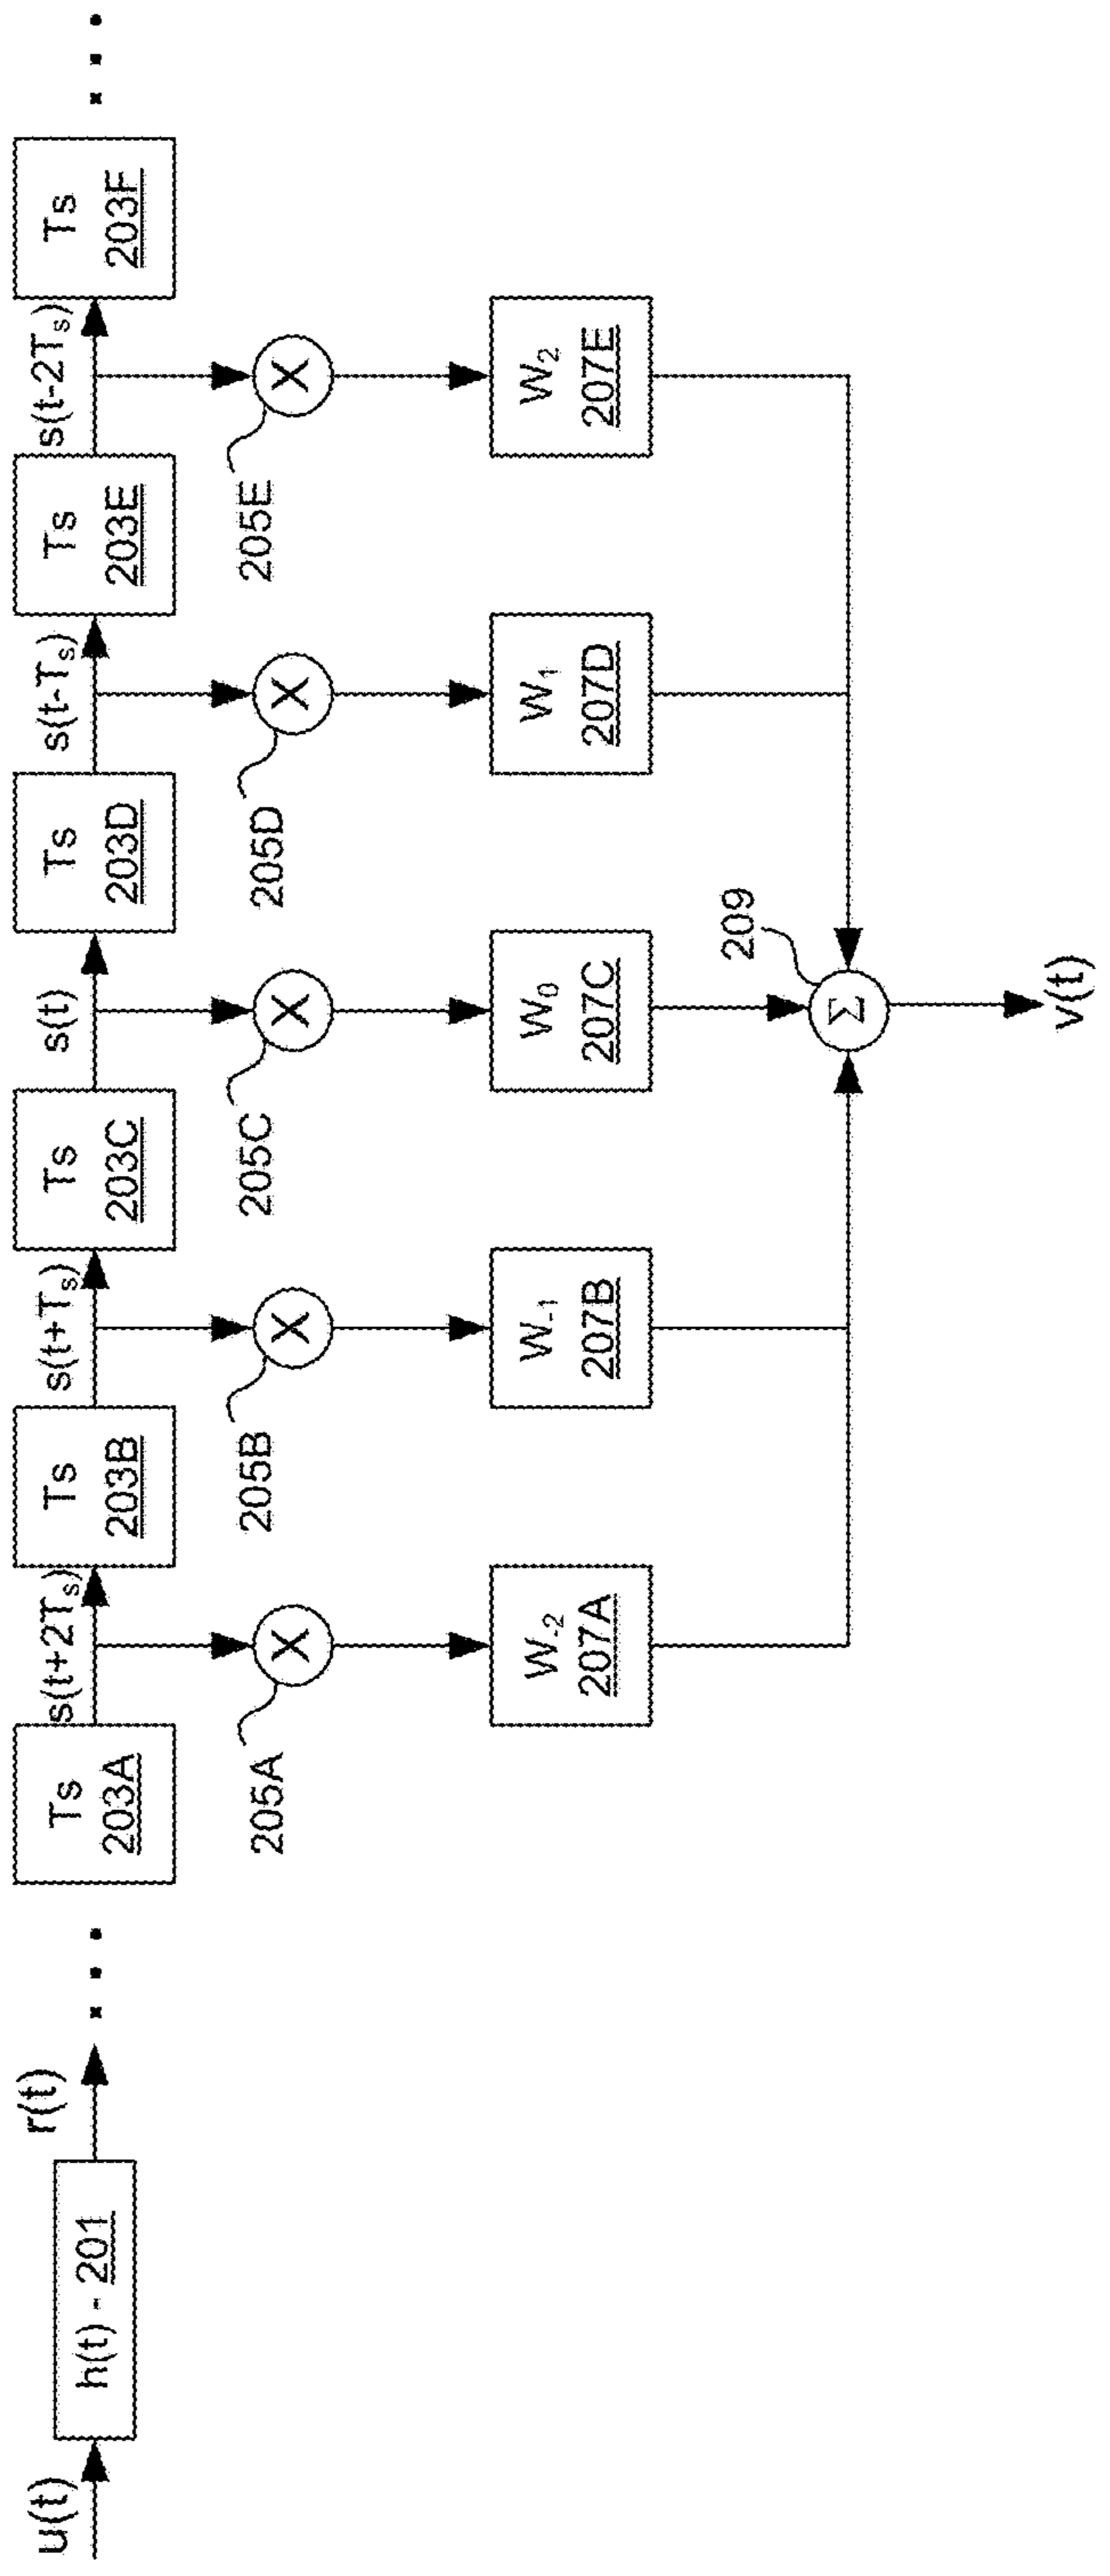 u(t)
h(t) - 201
r(t)
Ts
203A
s(t+2Ts)
Ts
203B
s(t+Ts)
Ts
203C
s(t)
Ts
203D
s(t-Ts)
Ts
203E
s(t-2Ts)
Ts
203F
X
X
X
X
X
205A
205B
205C
205D
205E
W-2
207A
W-1
207B
W0
207C
W1
207D
W2
207E
209
Σ
v(t)